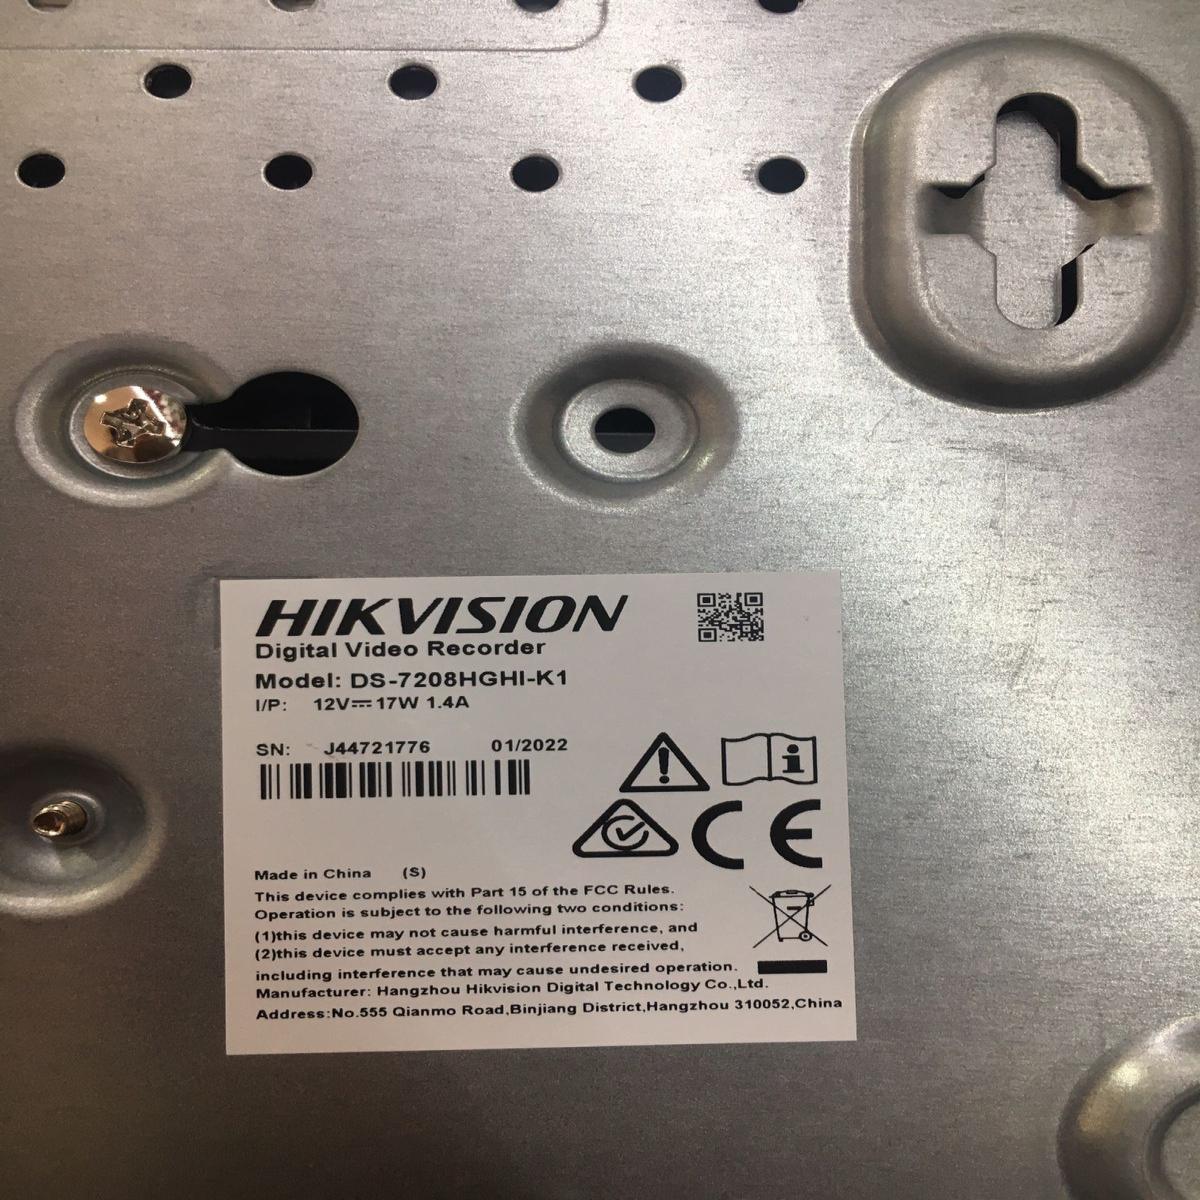 HIKVISION
Digital Video Recorder
Model: DS-7208HGHI-K1
I/P: 12V⎓17W 1.4A
SN: J44721776 01/2022
Made in China (S)
This device complies with Part 15 of the FCC Rules.
Operation is subject to the following two conditions:
(1)this device may not cause harmful interference, and
(2)this device must accept any interference received,
including interference that may cause undesired operation.
Manufacturer: Hangzhou Hikvision Digital Technology Co.,Ltd.
Address:No.555 Qianmo Road,Binjiang District,Hangzhou 310052,China